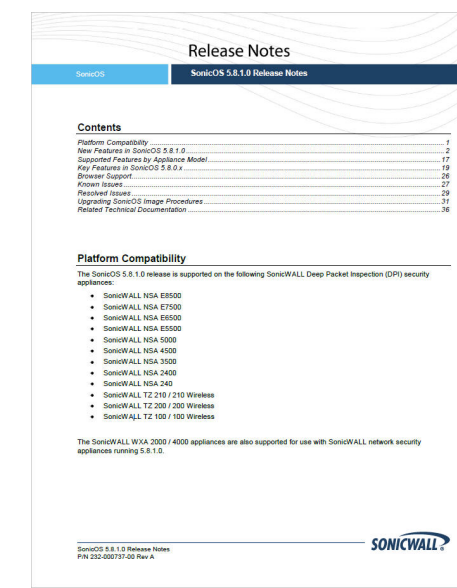 Release Notes
SonicOS
SonicOS 5.8.1.0 Release Notes
Contents
Platform Compatibility ........ 1
New Features in SonicOS 5.8.1.0 ........ 2
Supported Features by Appliance Model ........ 17
Key Features in SonicOS 5.8.0.x ........ 19
Browser Support ........ 26
Known Issues ........ 27
Resolved Issues ........ 29
Upgrading SonicOS Image Procedures ........ 31
Related Technical Documentation ........ 36
Platform Compatibility
The SonicOS 5.8.1.0 release is supported on the following SonicWALL Deep Packet Inspection (DPI) security
appliances:
• SonicWALL NSA E8500
• SonicWALL NSA E7500
• SonicWALL NSA E6500
• SonicWALL NSA E5500
• SonicWALL NSA 5000
• SonicWALL NSA 4500
• SonicWALL NSA 3500
• SonicWALL NSA 2400
• SonicWALL NSA 240
• SonicWALL TZ 210 / 210 Wireless
• SonicWALL TZ 200 / 200 Wireless
• SonicWALL TZ 100 / 100 Wireless
The SonicWALL WXA 2000 / 4000 appliances are also supported for use with SonicWALL network security
appliances running 5.8.1.0.
SonicOS 5.8.1.0 Release Notes
P/N 232-000737-00 Rev A
SONICWALL